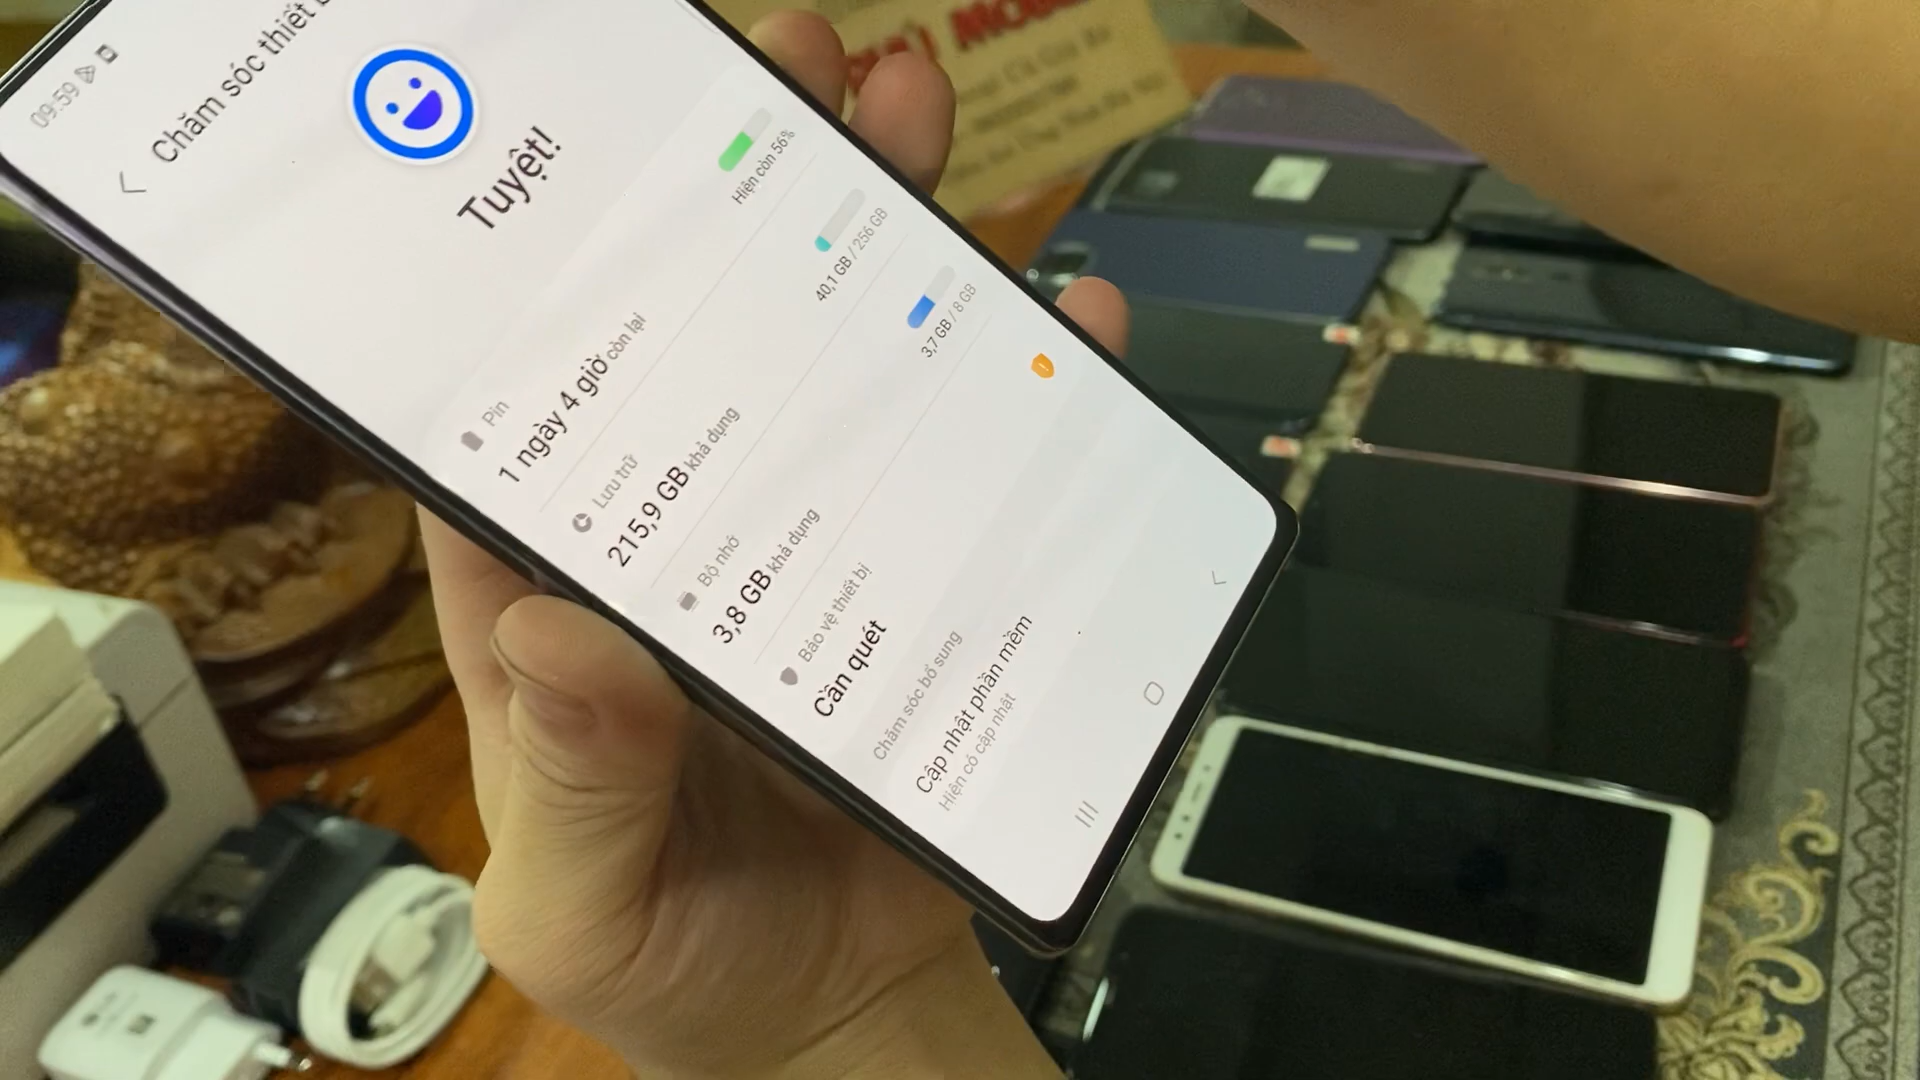 09:59
Chăm sóc thiết
Tuyệt!
Pin
1 ngày 4 giờ còn lại
Hiện còn 56%
Lưu trữ
215,9 GB khả dụng
40,1 GB / 256 GB
Bộ nhớ
3,8 GB khả dụng
3,7 GB / 8 GB
Bảo vệ thiết bị
Cần quét
Chăm sóc bổ sung
Cập nhật phần mềm
Hiện có cập nhật